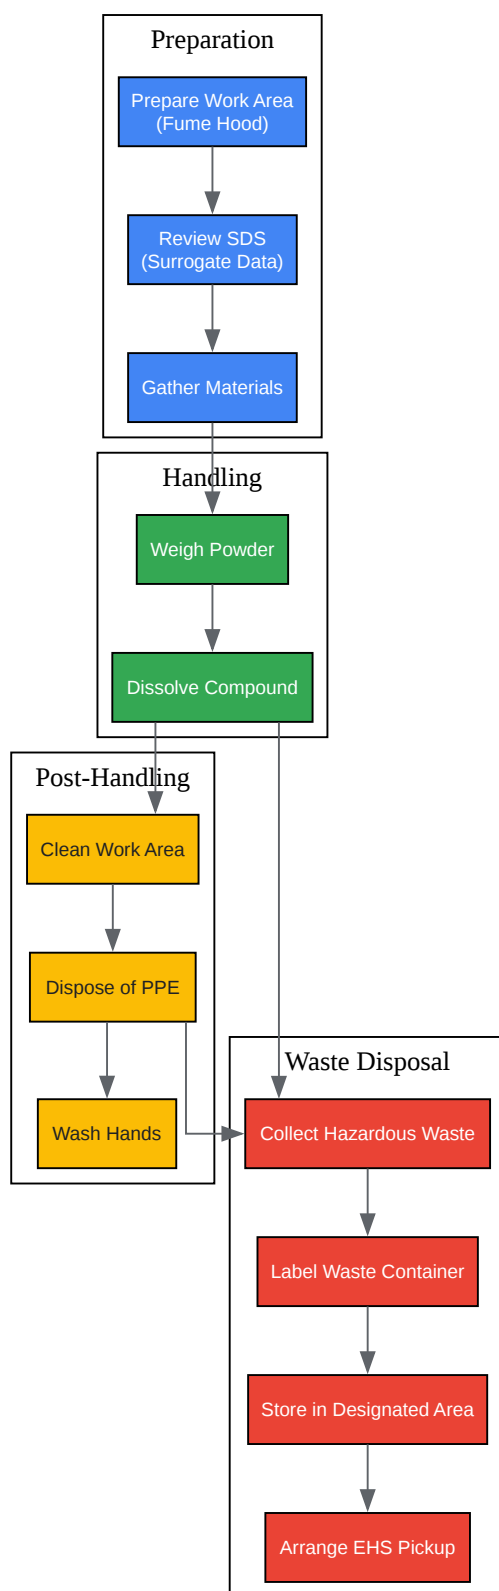 Preparation
Prepare Work Area
(Fume Hood)
Review SDS
(Surrogate Data)
Gather Materials
Handling
Weigh Powder
Dissolve Compound
Post-Handling
Clean Work Area
Dispose of PPE
Wash Hands
Waste Disposal
Collect Hazardous Waste
Label Waste Container
Store in Designated Area
Arrange EHS Pickup